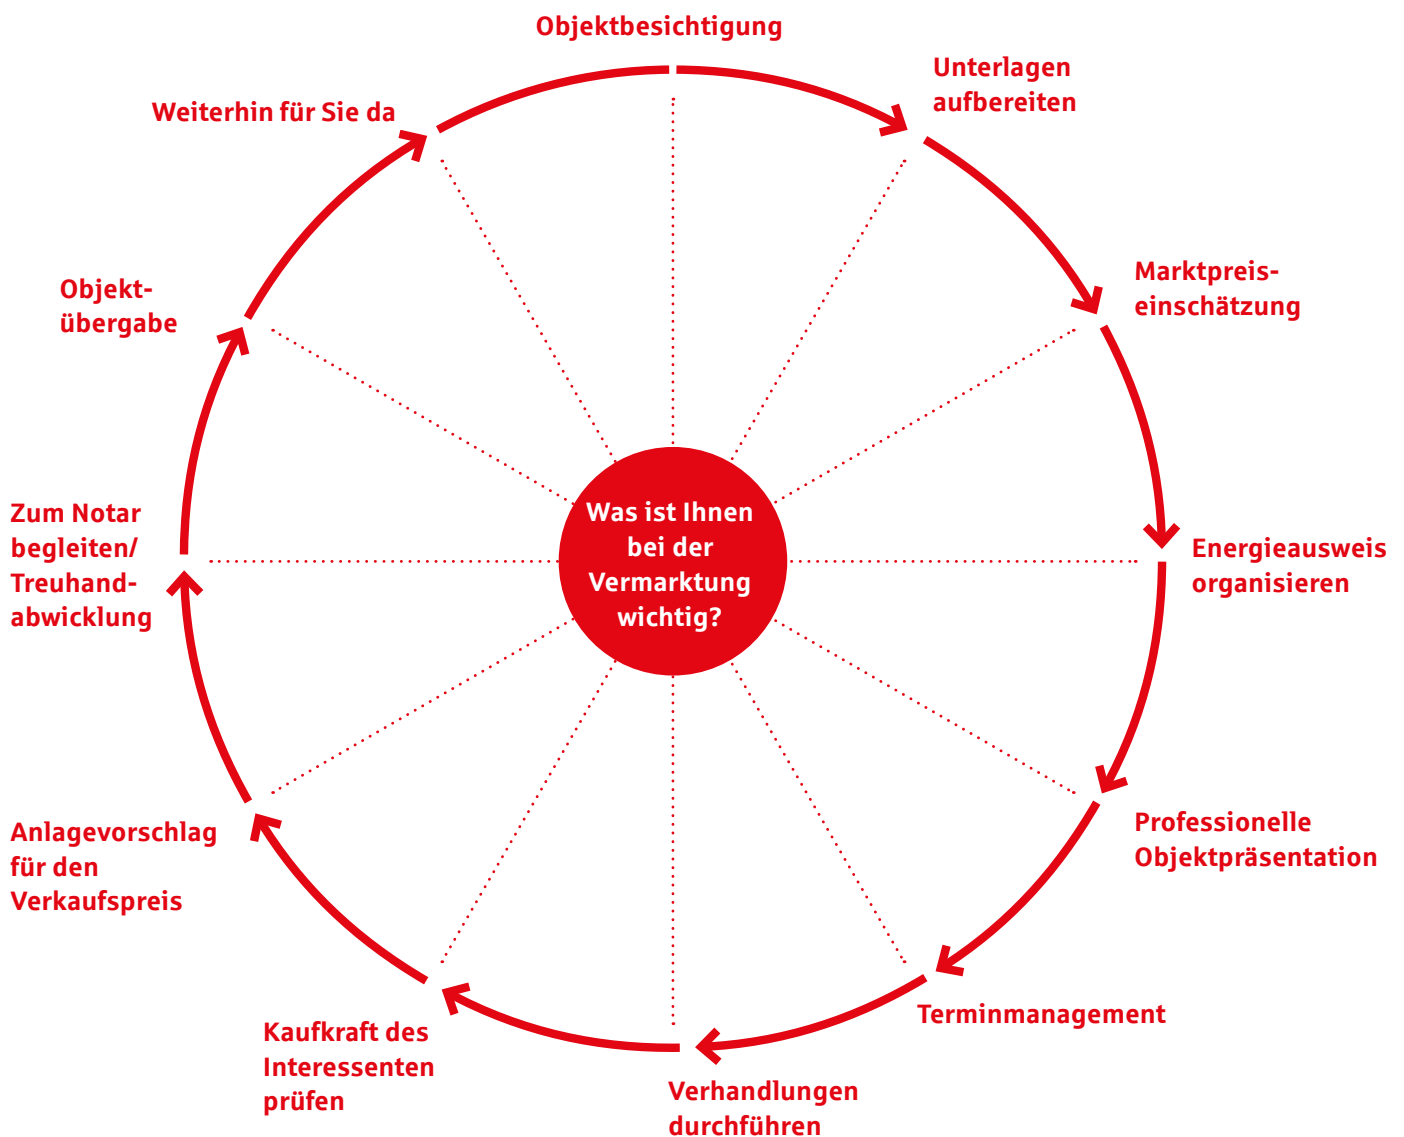 Objektbesichtigung
Unterlagen
aufbereiten
Marktpreis-
einschätzung
Energieausweis
organisieren
Professionelle
Objektpräsentation
Terminmanagement
Verhandlungen
durchführen
Kaufkraft des
Interessenten
prüfen
Anlagevorschlag
für den
Verkaufspreis
Zum Notar
begleiten/
Treuhand-
abwicklung
Objekt-
übergabe
Weiterhin für Sie da
Was ist Ihnen
bei der
Vermarktung
wichtig?